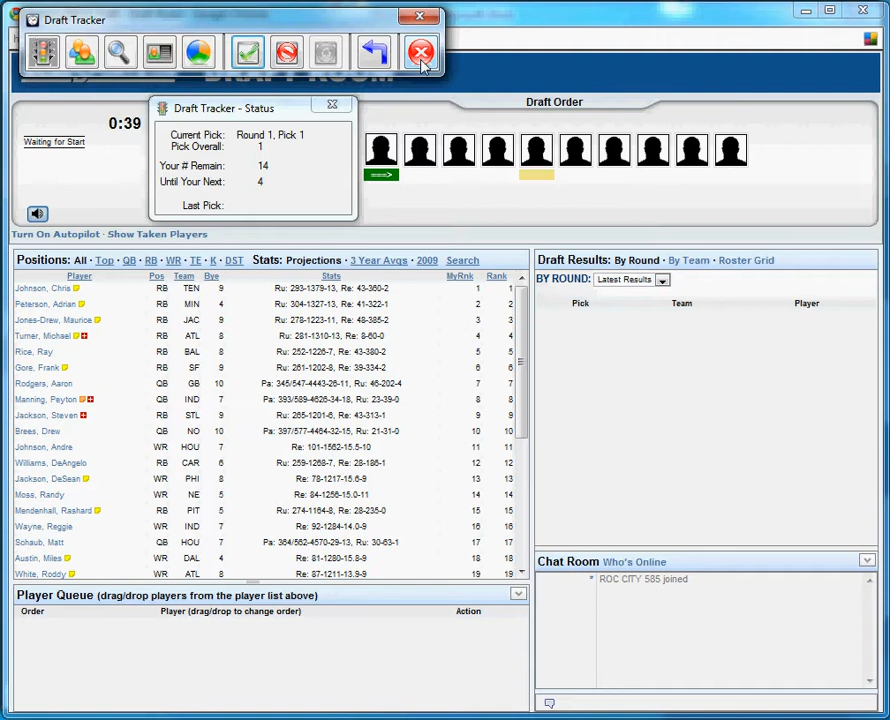 Draft Tracker
DRAFT ROOM
0:39
Waiting for Start
Draft Tracker - Status
Current Pick: Round 1, Pick 1
Pick Overall: 1
Your # Remain: 14
Until Your Next: 4
Last Pick:
Draft Order
===>
Turn On Autopilot · Show Taken Players
Positions: All · Top · QB · RB · WR · TE · K · DST Stats: Projections · 3 Year Avgs · 2009 Search
Player Pos Team Bye Stats MyRnk Rank
Johnson, Chris RB TEN 9 Ru: 293-1379-13, Re: 43-360-2 1 1
Peterson, Adrian RB MIN 4 Ru: 304-1327-13, Re: 41-322-1 2 2
Jones-Drew, Maurice RB JAC 9 Ru: 278-1223-11, Re: 48-385-2 3 3
Turner, Michael RB ATL 8 Ru: 281-1310-13, Re: 8-60-0 4 4
Rice, Ray RB BAL 8 Ru: 252-1226-7, Re: 43-380-2 5 5
Gore, Frank RB SF 9 Ru: 261-1202-8, Re: 39-334-2 6 6
Rodgers, Aaron QB GB 10 Pa: 345/547-4443-26-11, Ru: 46-202-4 7 7
Manning, Peyton QB IND 7 Pa: 393/589-4626-34-18, Ru: 23-39-0 8 8
Jackson, Steven RB STL 9 Ru: 265-1201-6, Re: 43-313-1 9 9
Brees, Drew QB NO 10 Pa: 397/577-4464-32-15, Ru: 21-31-0 10 10
Johnson, Andre WR HOU 7 Re: 101-1562-15.5-10 11 11
Williams, DeAngelo RB CAR 6 Ru: 259-1268-7, Re: 28-186-1 12 12
Jackson, DeSean WR PHI 8 Re: 78-1217-15.6-9 13 13
Moss, Randy WR NE 5 Re: 84-1256-15.0-11 14 14
Mendenhall, Rashard RB PIT 5 Ru: 274-1164-8, Re: 28-235-0 15 15
Wayne, Reggie WR IND 7 Re: 92-1284-14.0-9 16 16
Schaub, Matt QB HOU 7 Pa: 364/562-4570-29-13, Ru: 30-63-1 17 17
Austin, Miles WR DAL 4 Re: 81-1280-15.8-9 18 18
White, Roddy WR ATL 8 Re: 87-1211-13.9-9 19 19
Draft Results: By Round · By Team · Roster Grid
BY ROUND: Latest Results
Pick Team Player
Chat Room Who's Online
* ROC CITY 585 joined
Player Queue (drag/drop players from the player list above)
Order Player (drag/drop to change order) Action